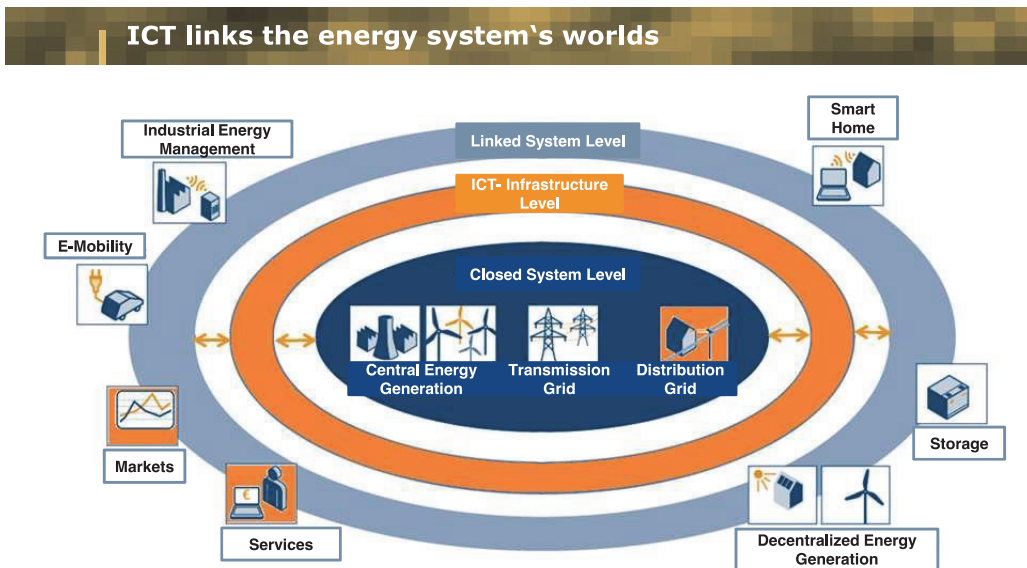 ICT links the energy system‘s worlds
Industrial Energy
Management
Linked System Level
Smart
Home
ICT- Infrastructure
Level
E-Mobility
Closed System Level
Central Energy
Generation
Transmission
Grid
Distribution
Grid
Markets
€
Services
Storage
Decentralized Energy
Generation